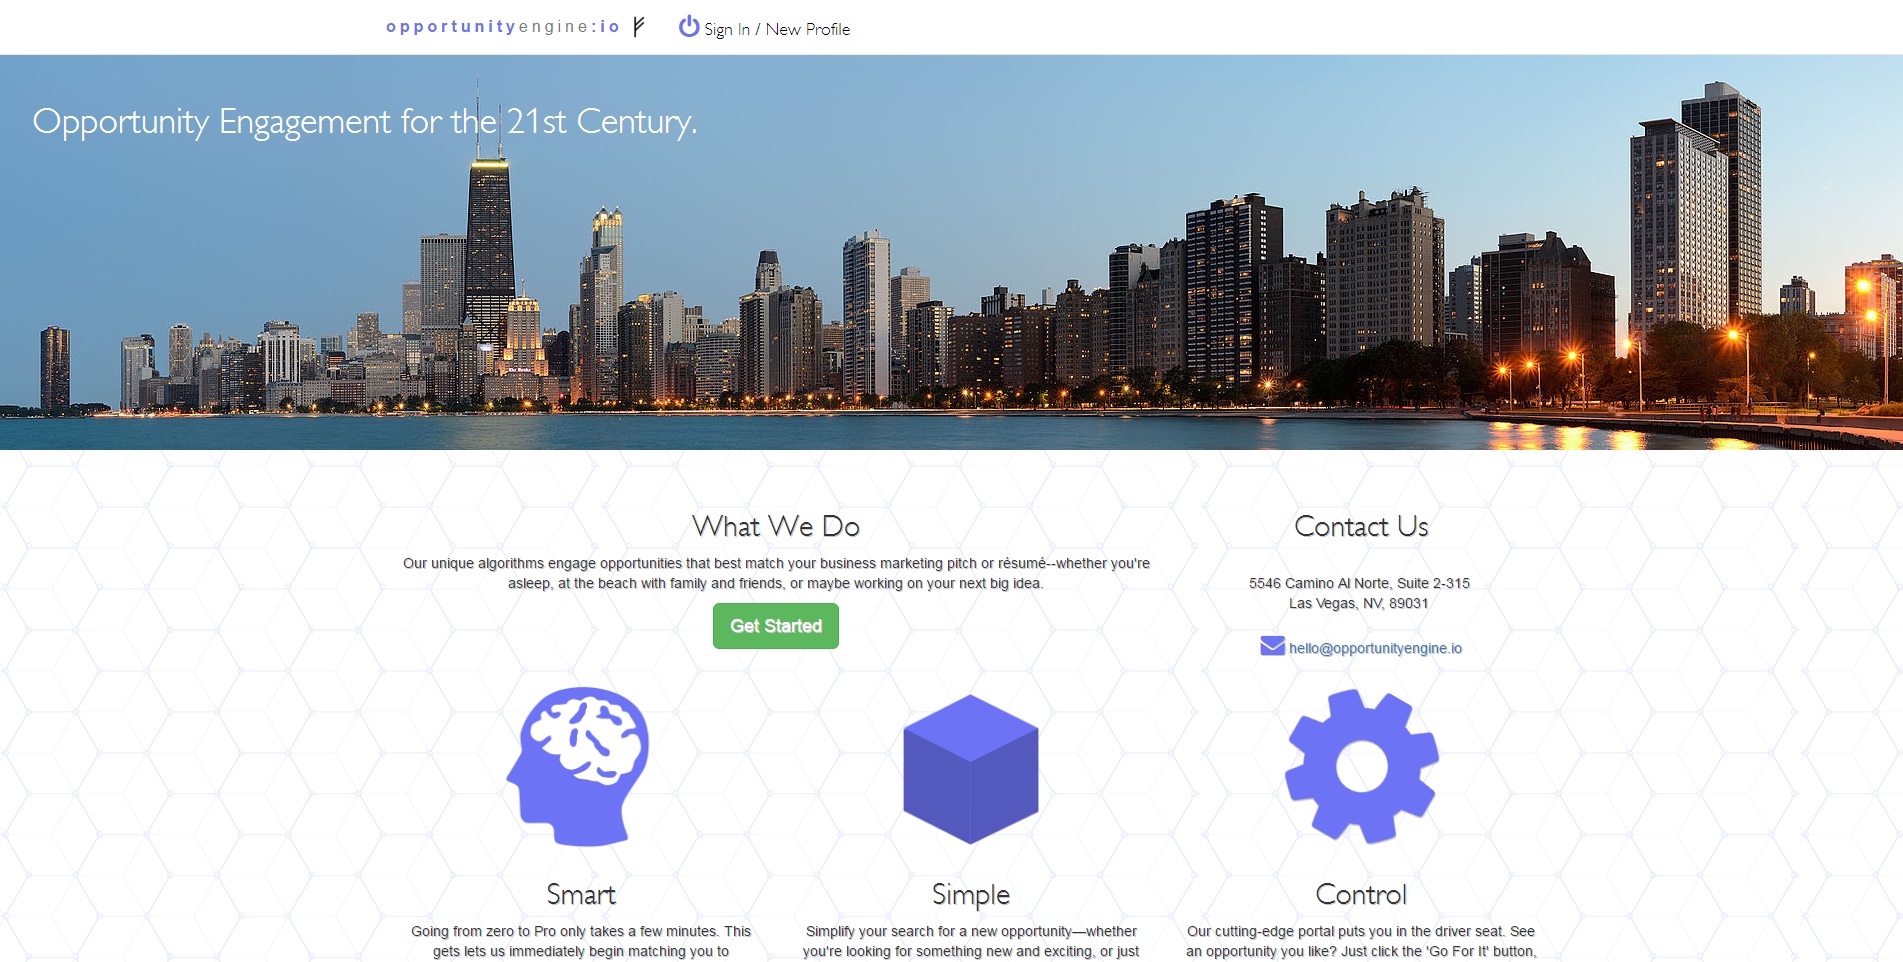 opportunityengine:io
Sign In / New Profile
Opportunity Engagement for the 21st Century.
What We Do
Our unique algorithms engage opportunities that best match your business marketing pitch or résumé--whether you're
asleep, at the beach with family and friends, or maybe working on your next big idea.
Get Started
Contact Us
5546 Camino Al Norte, Suite 2-315
Las Vegas, NV, 89031
hello@opportunityengine.io
Smart
Going from zero to Pro only takes a few minutes. This
gets lets us immediately begin matching you to
Simple
Simplify your search for a new opportunity—whether
you're looking for something new and exciting, or just
Control
Our cutting-edge portal puts you in the driver seat. See
an opportunity you like? Just click the 'Go For It' button,